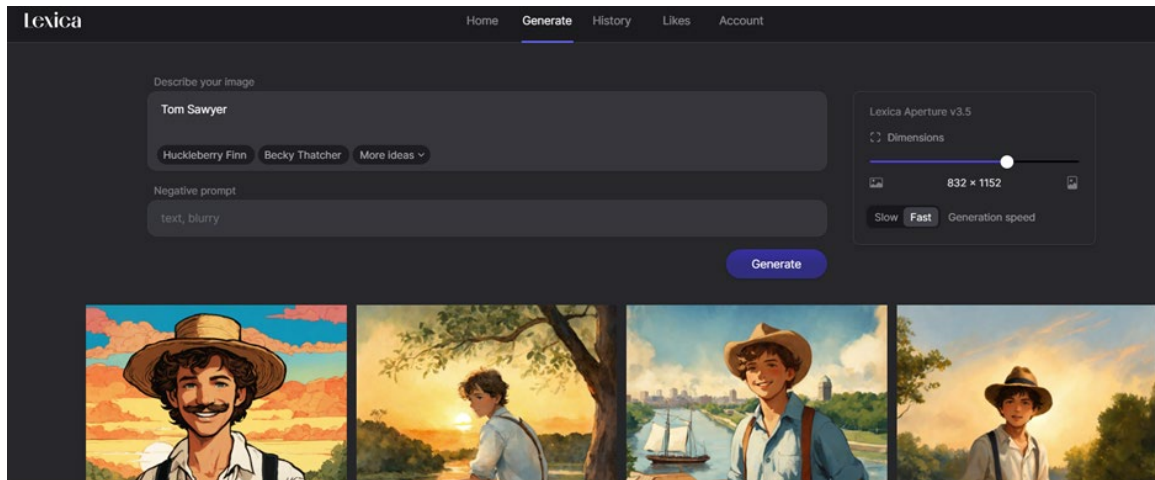 Lexica
Home Generate History Likes Account
Describe your image
Tom Sawyer
Huckleberry Finn Becky Thatcher More ideas
Negative prompt
text, blurry
Generate
Lexica Aperture v3.5
Dimensions
832 × 1152
Slow Fast Generation speed